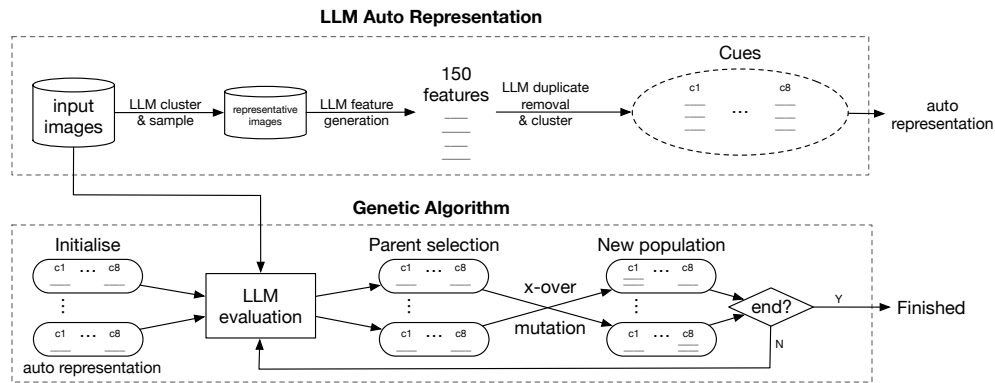 LLM Auto Representation
input
images
LLM cluster
& sample
representative
images
LLM feature
generation
150
features
LLM duplicate
removal
& cluster
Cues
c1 ... c8
auto
representation
Genetic Algorithm
Initialise
c1 ... c8
⋮
c1 ... c8
auto representation
LLM
evaluation
Parent selection
c1 ... c8
⋮
c1 ... c8
x-over
mutation
New population
c1 ... c8
⋮
c1 ... c8
end?
Y
N
Finished